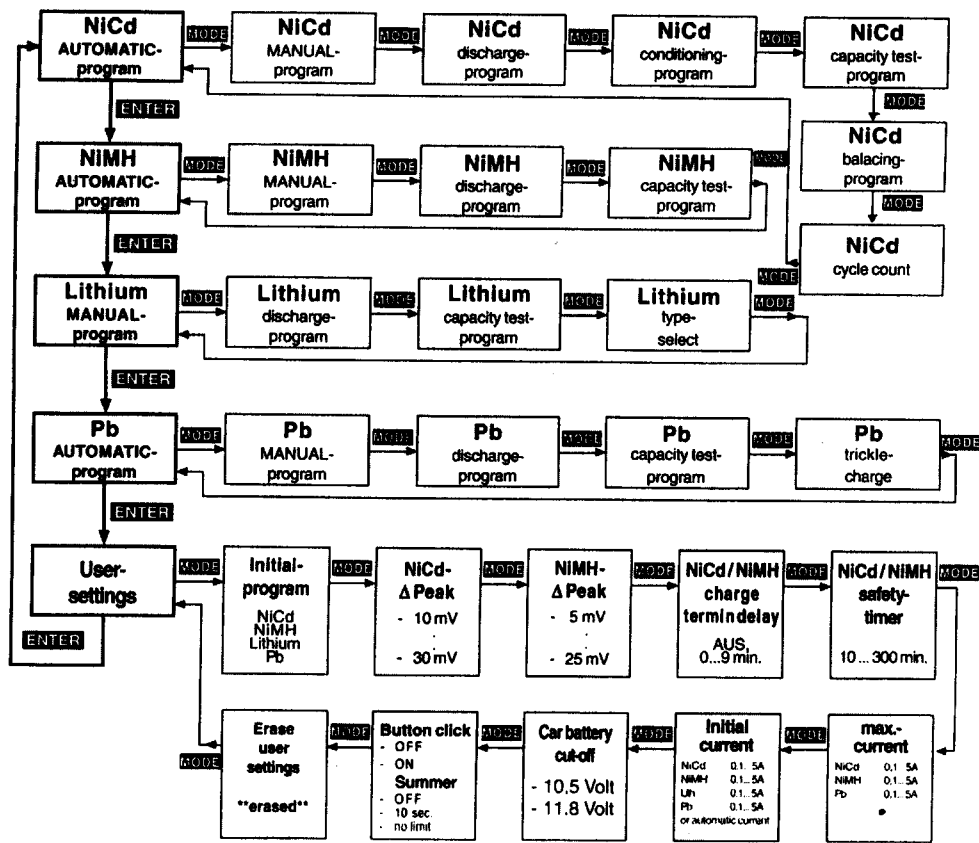 NiCd
AUTOMATIC-
program
MODE
NiCd
MANUAL-
program
MODE
NiCd
discharge-
program
MODE
NiCd
conditioning-
program
MODE
NiCd
capacity test-
program
MODE
NiCd
balacing-
program
MODE
NiCd
cycle count
MODE
ENTER
NiMH
AUTOMATIC-
program
MODE
NiMH
MANUAL-
program
MODE
NiMH
discharge-
program
MODE
NiMH
capacity test-
program
MODE
ENTER
Lithium
MANUAL-
program
MODE
Lithium
discharge-
program
MODE
Lithium
capacity test-
program
MODE
Lithium
type-
select
MODE
ENTER
Pb
AUTOMATIC-
program
MODE
Pb
MANUAL-
program
MODE
Pb
discharge-
program
MODE
Pb
capacity test-
program
MODE
Pb
trickle-
charge
MODE
ENTER
User-
settings
ENTER
MODE
Initial-
program
NiCd
NiMH
Lithium
Pb
MODE
NiCd-
Δ Peak
- 10 mV
.
- 30 mV
MODE
NiMH-
Δ Peak
- 5 mV
.
- 25 mV
MODE
NiCd/NiMH
charge
termindelay
AUS,
0...9 min.
MODE
NiCd/NiMH
safety-
timer
10 ... 300 min.
MODE
max.-
current
NiCd 0,1... 5A
NiMH 0,1... 5A
Pb 0,1... 5A
MODE
Initial
current
NiCd 0.1... 5A
NiMH 0.1... 5A
Lith 0.1... 5A
Pb 0.1... 5A
or automatic current
MODE
Car battery
cut-off
- 10.5 Volt
- 11.8 Volt
MODE
Button click
- OFF
- ON
Summer
- OFF
- 10 sec.
- no limit
MODE
Erase
user
settings
**erased**
MODE